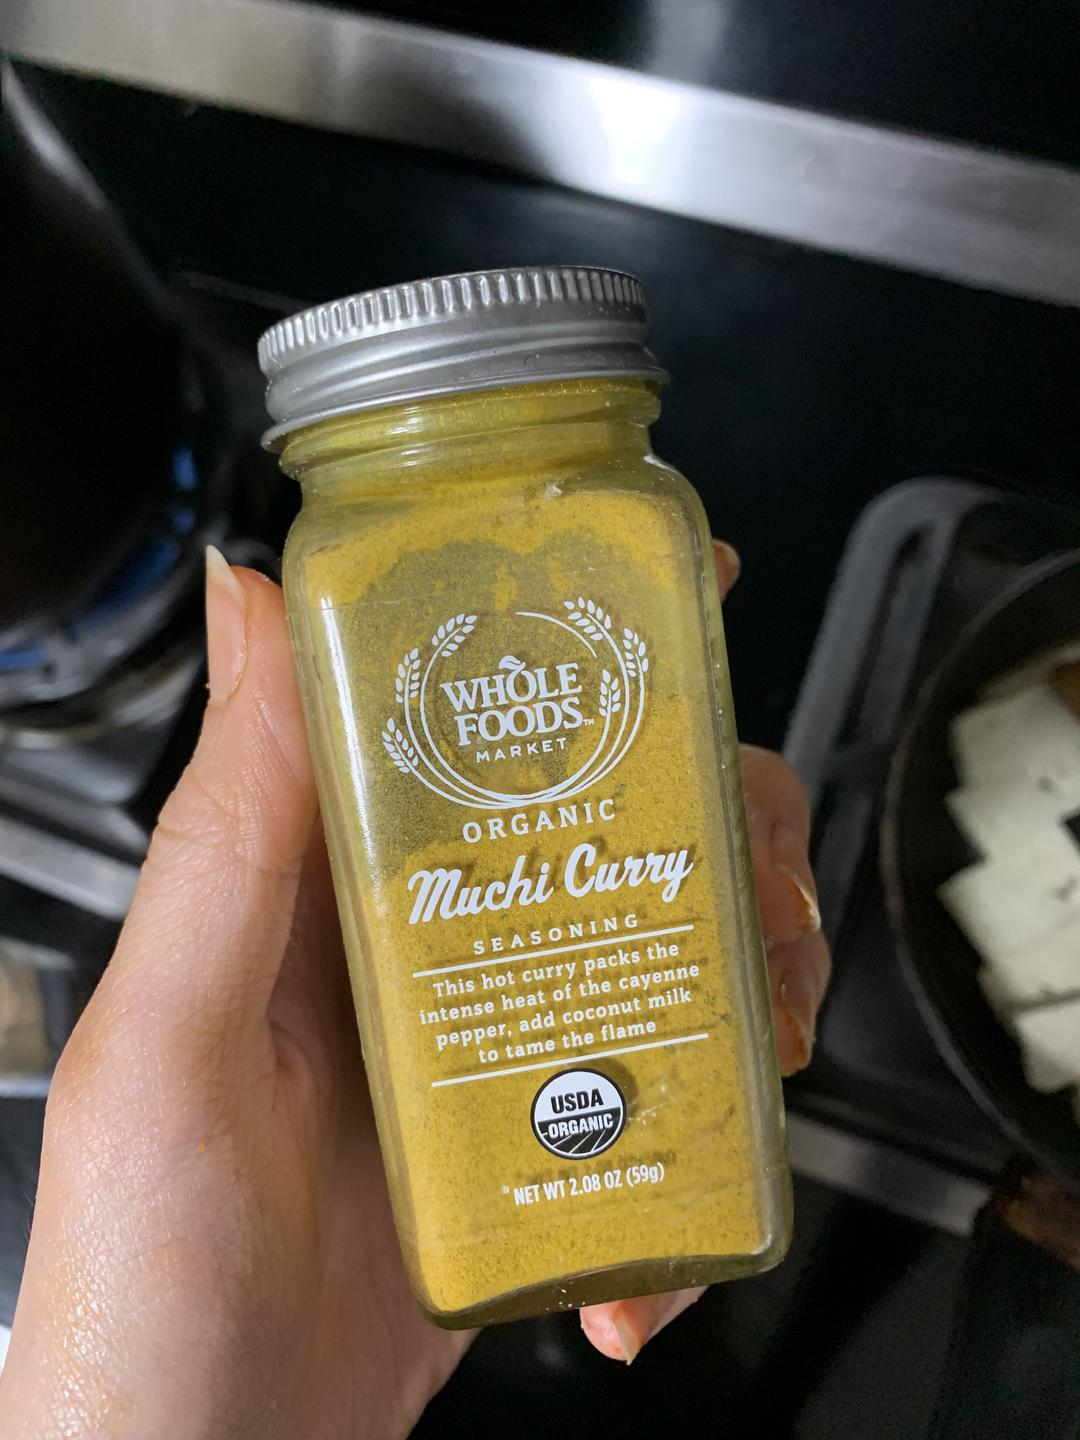 WHOLE
FOODS™
MARKET
ORGANIC
Muchi Curry
SEASONING
This hot curry packs the
intense heat of the cayenne
pepper, add coconut milk
to tame the flame
USDA
ORGANIC
NET WT 2.08 OZ (59g)